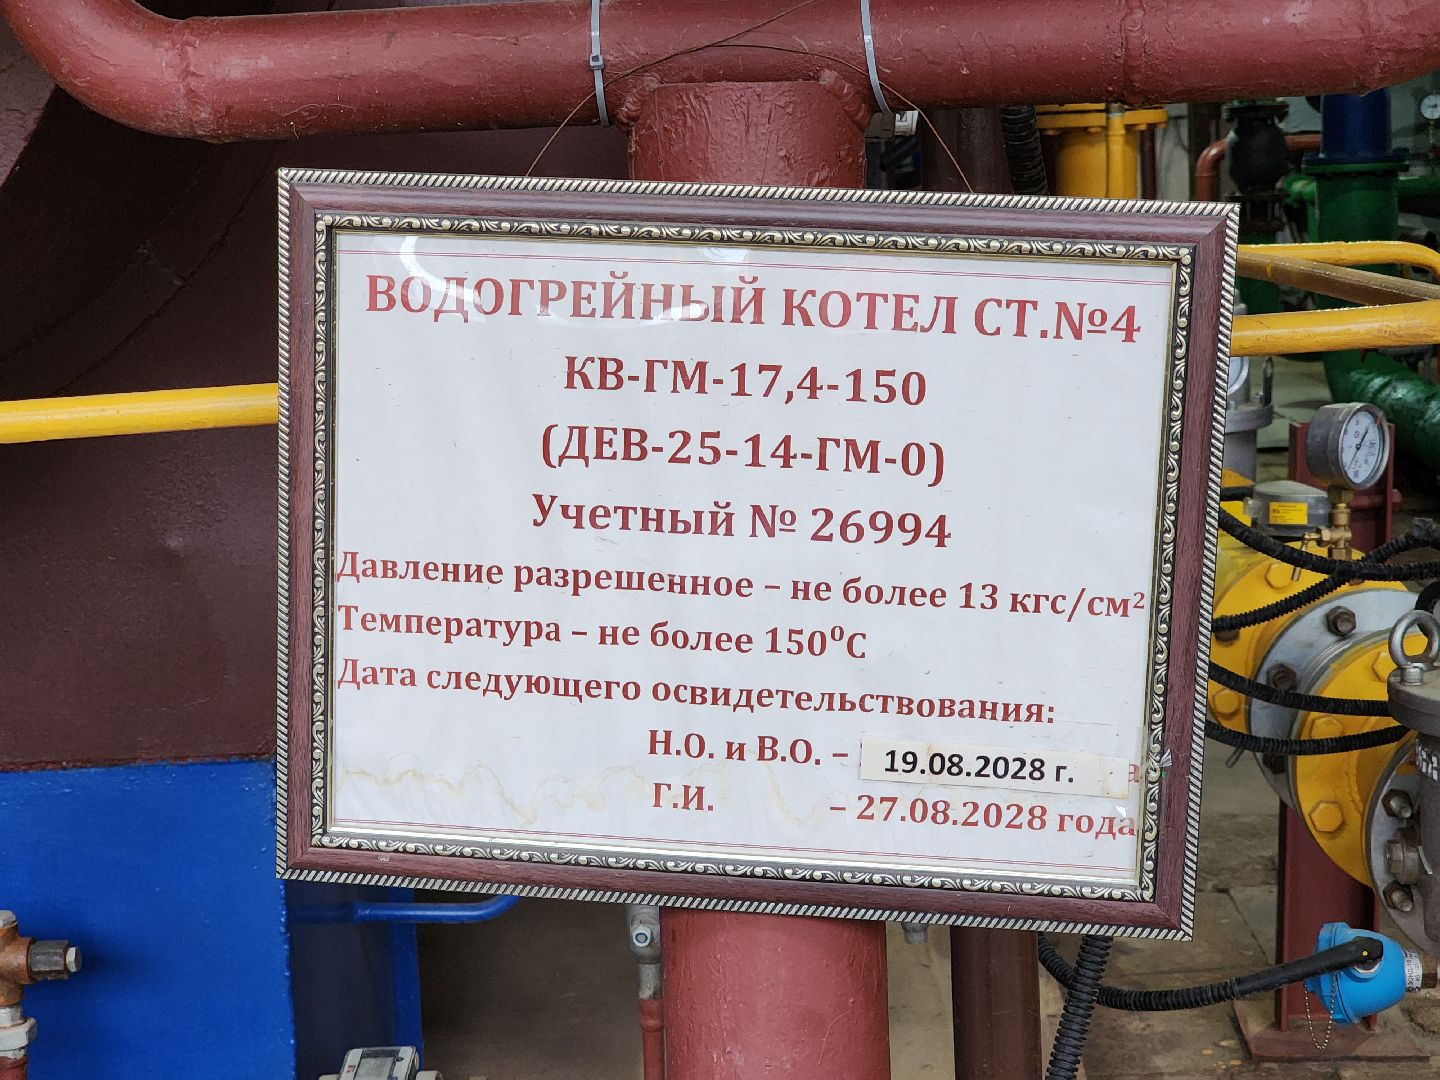 ВОДОГРЕЙНЫЙ КОТЕЛ СТ.№4
КВ-ГМ-17,4-150
(ДЕВ-25-14-ГМ-0)
Учетный № 26994
Давление разрешенное – не более 13 кгс/см²
Температура – не более 150⁰С
Дата следующего освидетельствования:
Н.О. и В.О. – 19.08.2028 г.
Г.И. – 27.08.2028 года